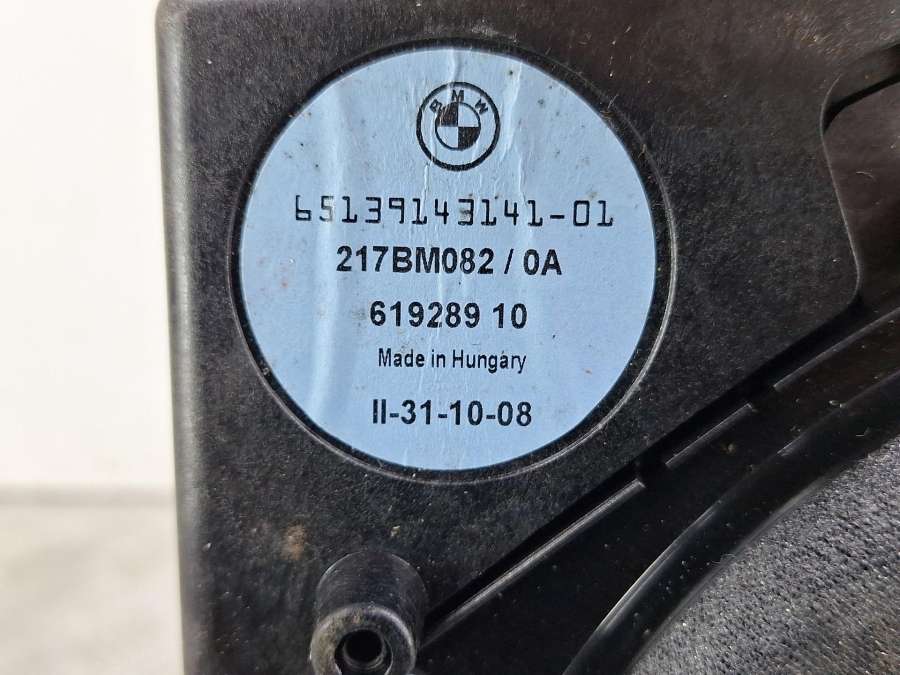 BMW
65139143141-01
217BM082 / 0A
619289 10
Made in Hungary
II-31-10-08